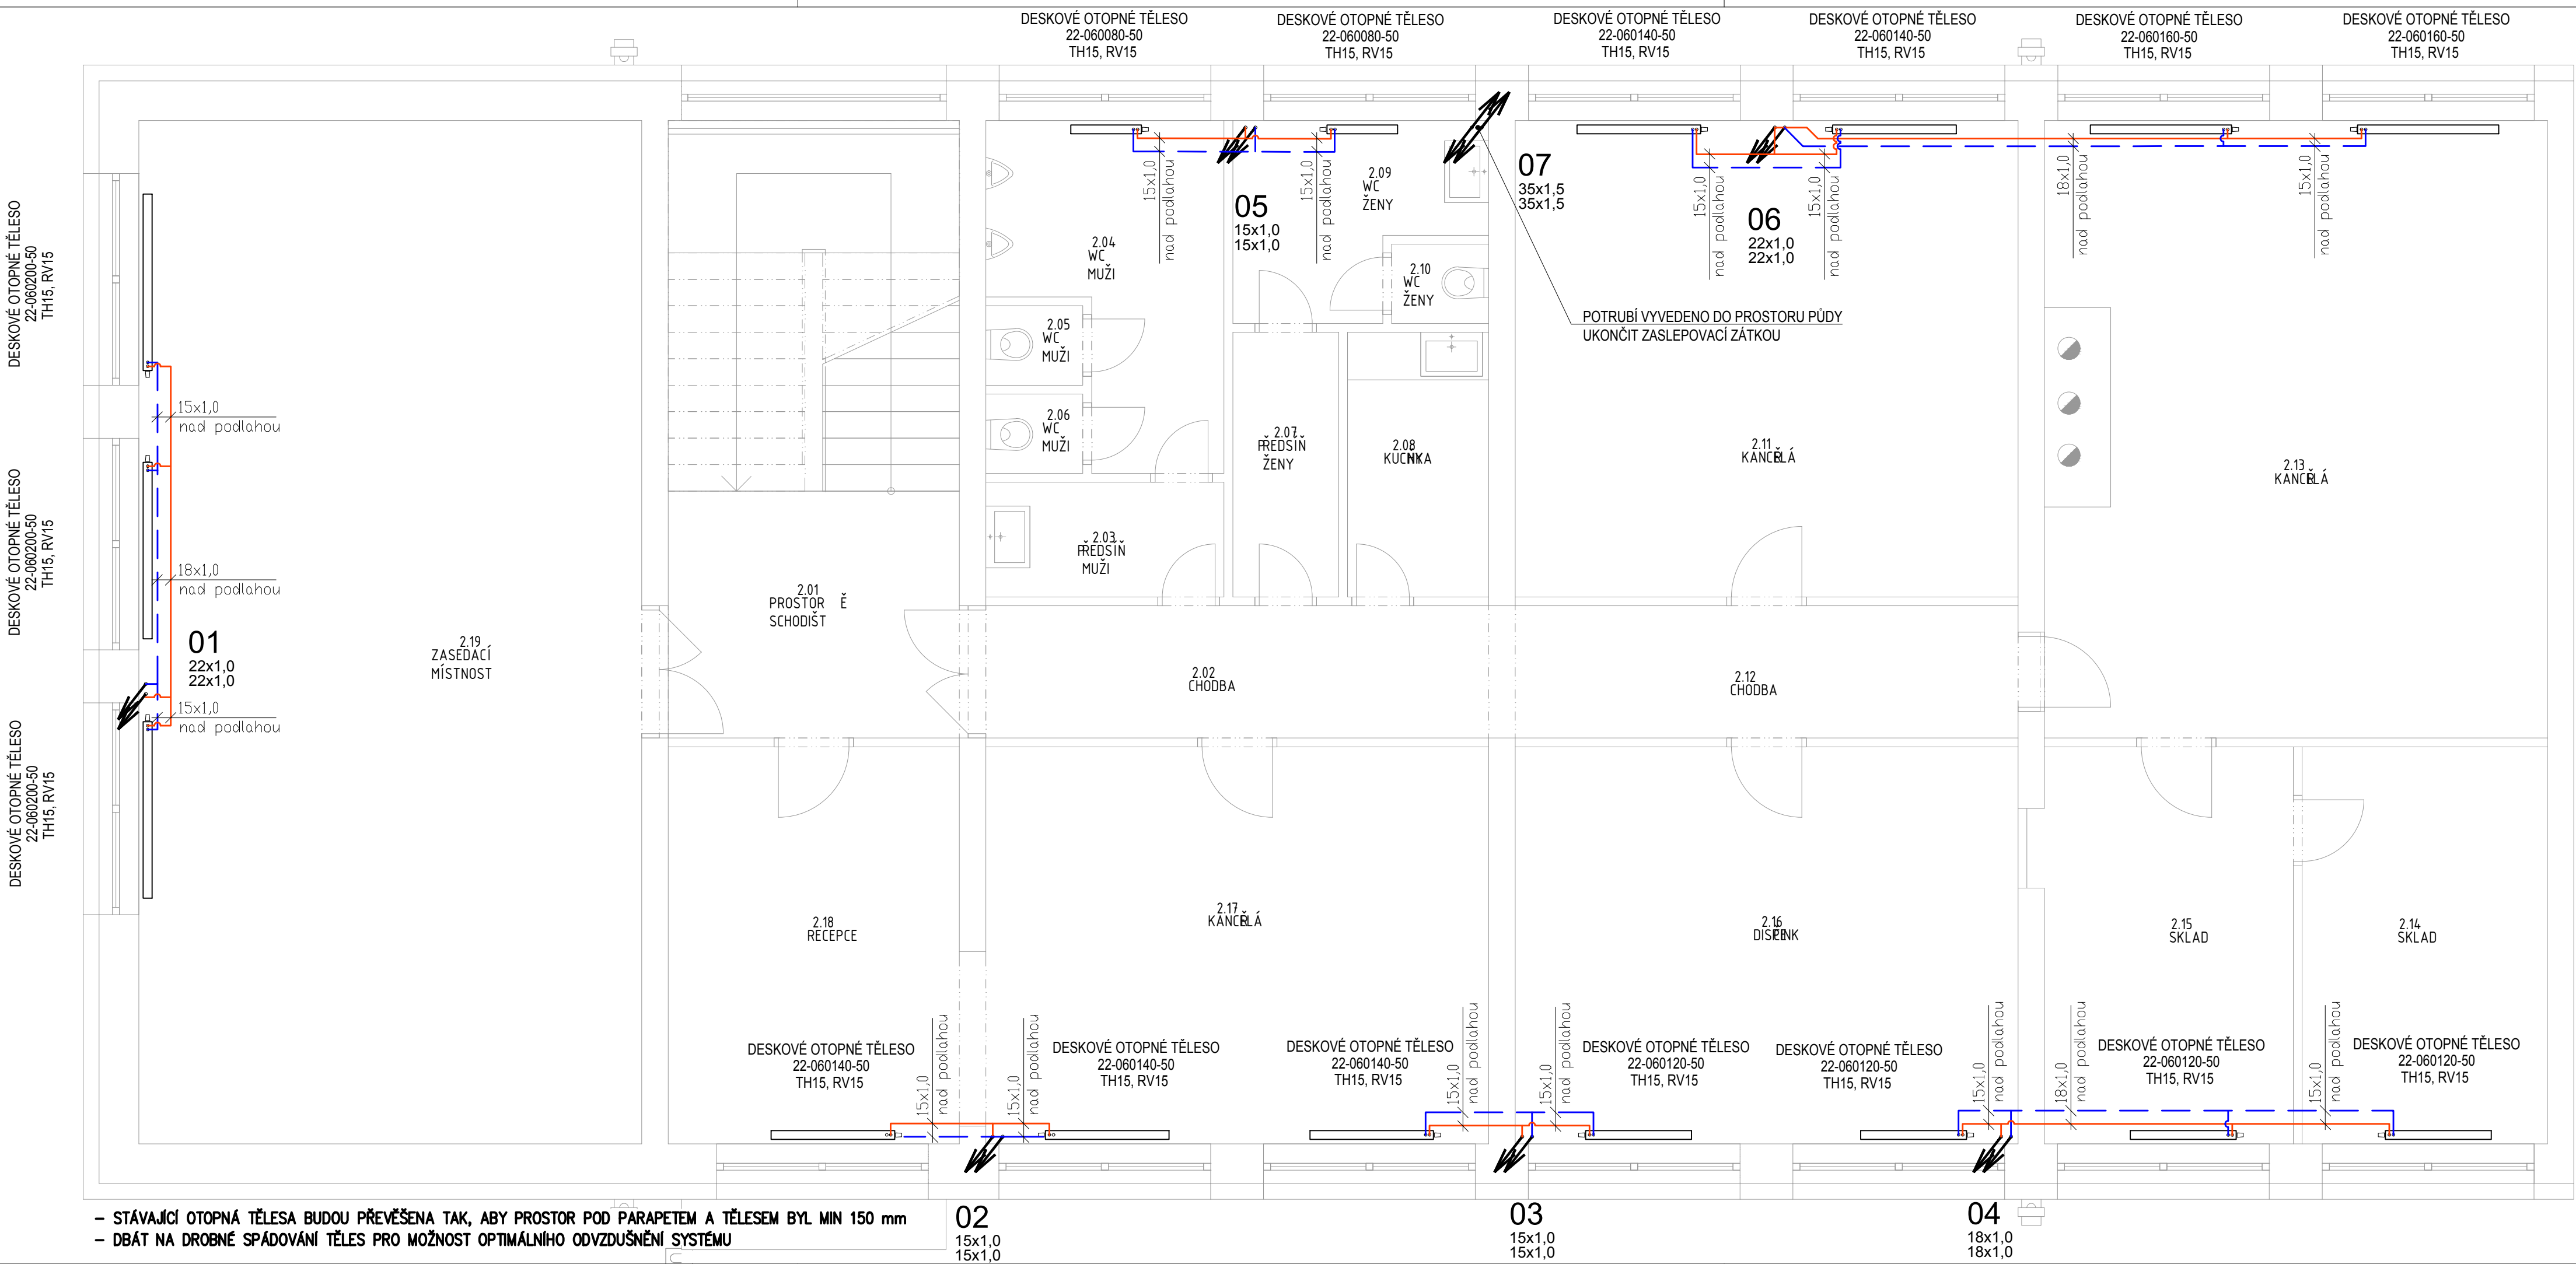 DESKOVÉ OTOPNÉ TĚLESO
22-060080-50
TH15, RV15
DESKOVÉ OTOPNÉ TĚLESO
22-060080-50
TH15, RV15
DESKOVÉ OTOPNÉ TĚLESO
22-060140-50
TH15, RV15
DESKOVÉ OTOPNÉ TĚLESO
22-060140-50
TH15, RV15
DESKOVÉ OTOPNÉ TĚLESO
22-060160-50
TH15, RV15
DESKOVÉ OTOPNÉ TĚLESO
22-060160-50
TH15, RV15
DESKOVÉ OTOPNÉ TĚLESO
22-060200-50
TH15, RV15
DESKOVÉ OTOPNÉ TĚLESO
22-060200-50
TH15, RV15
DESKOVÉ OTOPNÉ TĚLESO
22-060200-50
TH15, RV15
15x1,0
nad podlahou
18x1,0
nad podlahou
01
22x1,0
22x1,0
15x1,0
nad podlahou
2.19
ZASEDACÍ
MÍSTNOST
2.01
PROSTOR Ě
SCHODIŠT
15x1,0
nad podlahou
05
15x1,0
15x1,0
15x1,0
nad podlahou
2.09
WC
ŽENY
2.04
WC
MUŽI
2.10
WC
ŽENY
2.05
WC
MUŽI
2.06
WC
MUŽI
2.07
PŘEDSÍŇ
ŽENY
2.08
2.03
PŘEDSÍŇ
MUŽI
07
35x1,5
35x1,5
15x1,0
nad podlahou
06
22x1,0
22x1,0
15x1,0
nad podlahou
18x1,0
nad podlahou
15x1,0
nad podlahou
POTRUBÍ VYVEDENO DO PROSTORU PŮDY
UKONČIT ZASLEPOVACÍ ZÁTKOU
2.11
2.13
2.02
CHODBA
2.12
CHODBA
2.18
RECEPCE
2.17
2.16
2.15
SKLAD
2.14
SKLAD
DESKOVÉ OTOPNÉ TĚLESO
22-060140-50
TH15, RV15
15x1,0
nad podlahou
15x1,0
nad podlahou
DESKOVÉ OTOPNÉ TĚLESO
22-060140-50
TH15, RV15
DESKOVÉ OTOPNÉ TĚLESO
22-060140-50
TH15, RV15
15x1,0
nad podlahou
15x1,0
nad podlahou
DESKOVÉ OTOPNÉ TĚLESO
22-060120-50
TH15, RV15
DESKOVÉ OTOPNÉ TĚLESO
22-060120-50
TH15, RV15
15x1,0
nad podlahou
18x1,0
nad podlahou
DESKOVÉ OTOPNÉ TĚLESO
22-060120-50
TH15, RV15
15x1,0
nad podlahou
DESKOVÉ OTOPNÉ TĚLESO
22-060120-50
TH15, RV15
– STÁVAJÍCÍ OTOPNÁ TĚLESA BUDOU PŘEVĚŠENA TAK, ABY PROSTOR POD PARAPETEM A TĚLESEM BYL MIN 150 mm
– DBÁT NA DROBNÉ SPÁDOVÁNÍ TĚLES PRO MOŽNOST OPTIMÁLNÍHO ODVZDUŠNĚNÍ SYSTÉMU
02
15x1,0
15x1,0
03
15x1,0
15x1,0
04
18x1,0
18x1,0